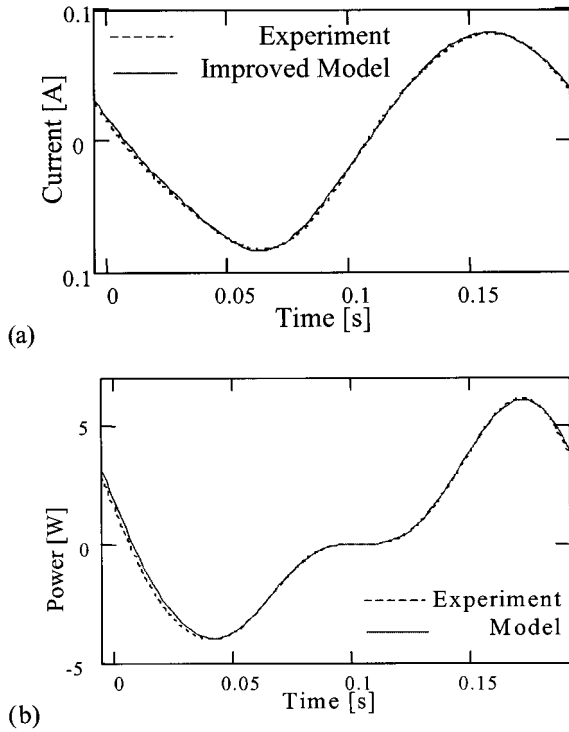 0.1
Experiment
Improved Model
Current [A]
0
0.1
0
0.05
0.1
0.15
Time [s]
(a)
5
Power [W]
0
Experiment
Model
-5
0
0.05
0.1
0.15
Time [s]
(b)